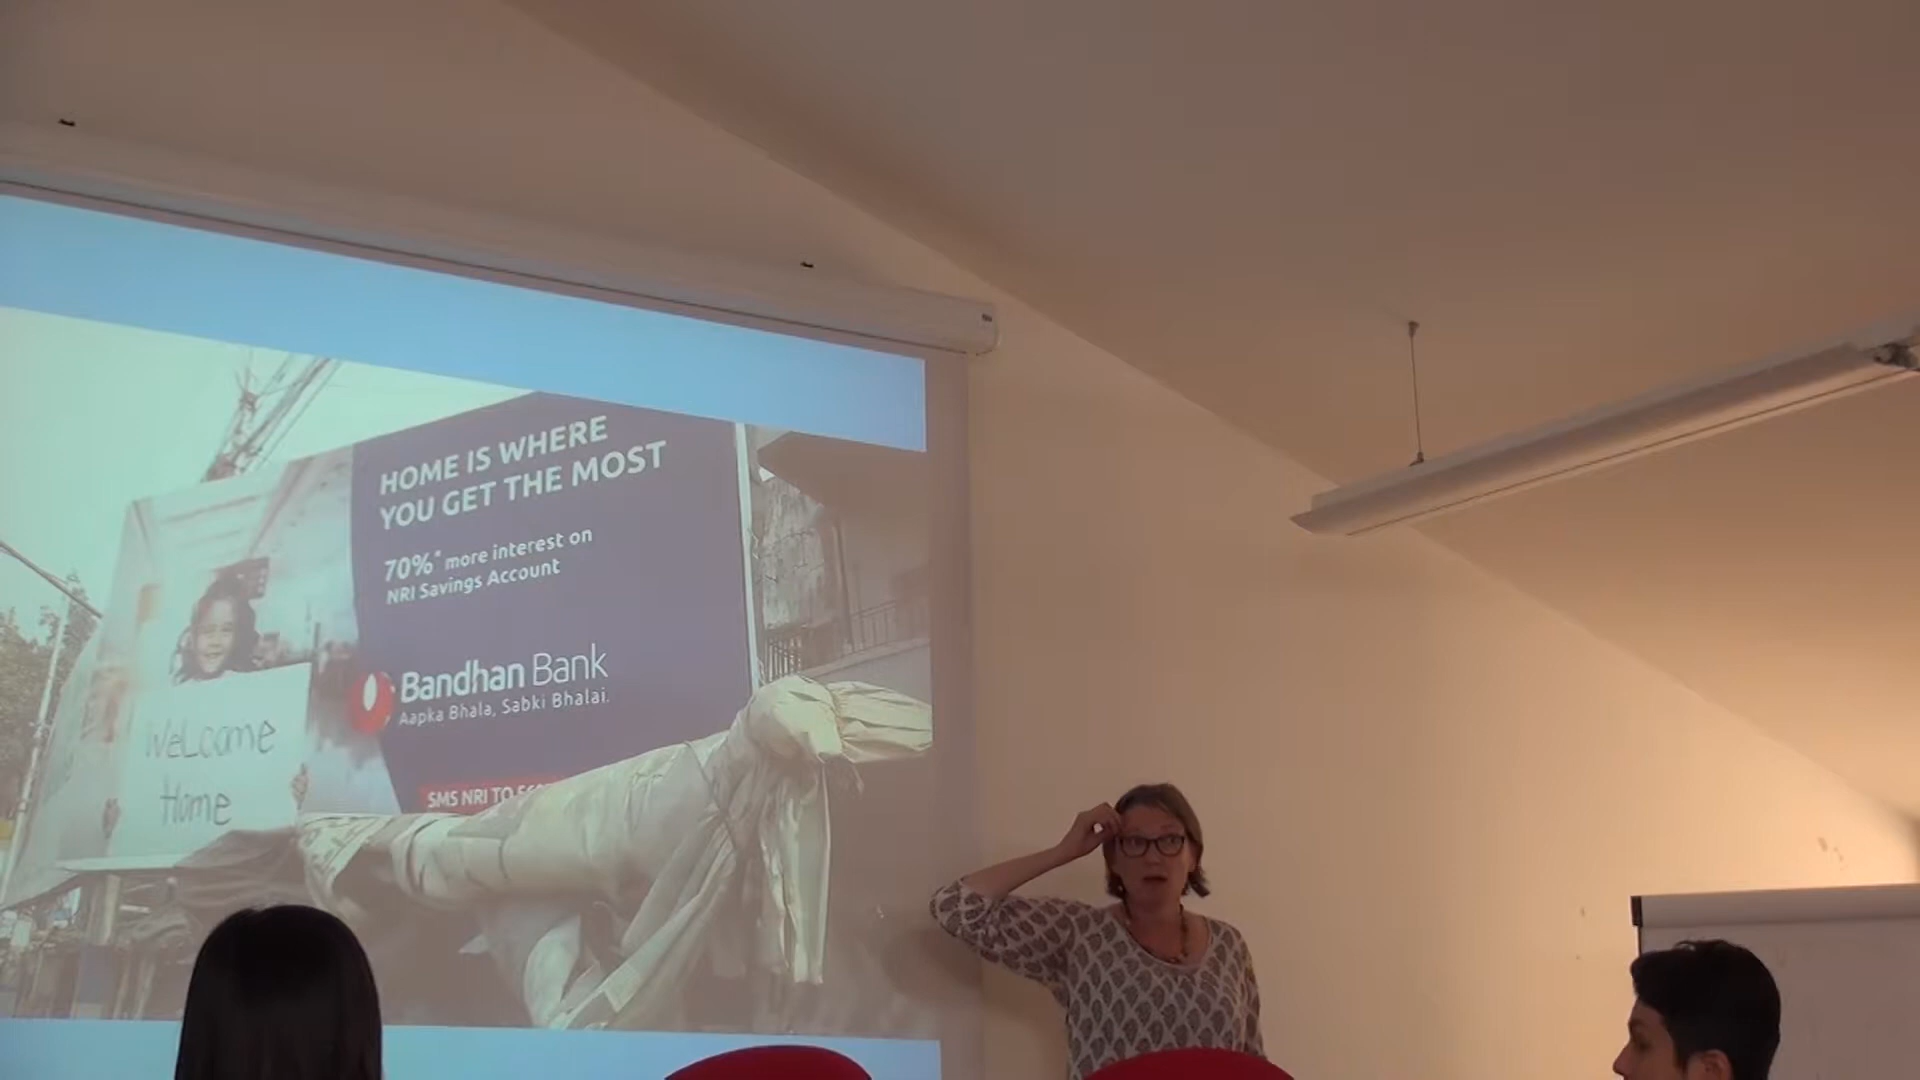 HOME IS WHERE
YOU GET THE MOST
70%* more interest on
NRI Savings Account
Bandhan Bank
Aapka Bhala, Sabki Bhalai.
WeLcome
Home
SMS NRI TO